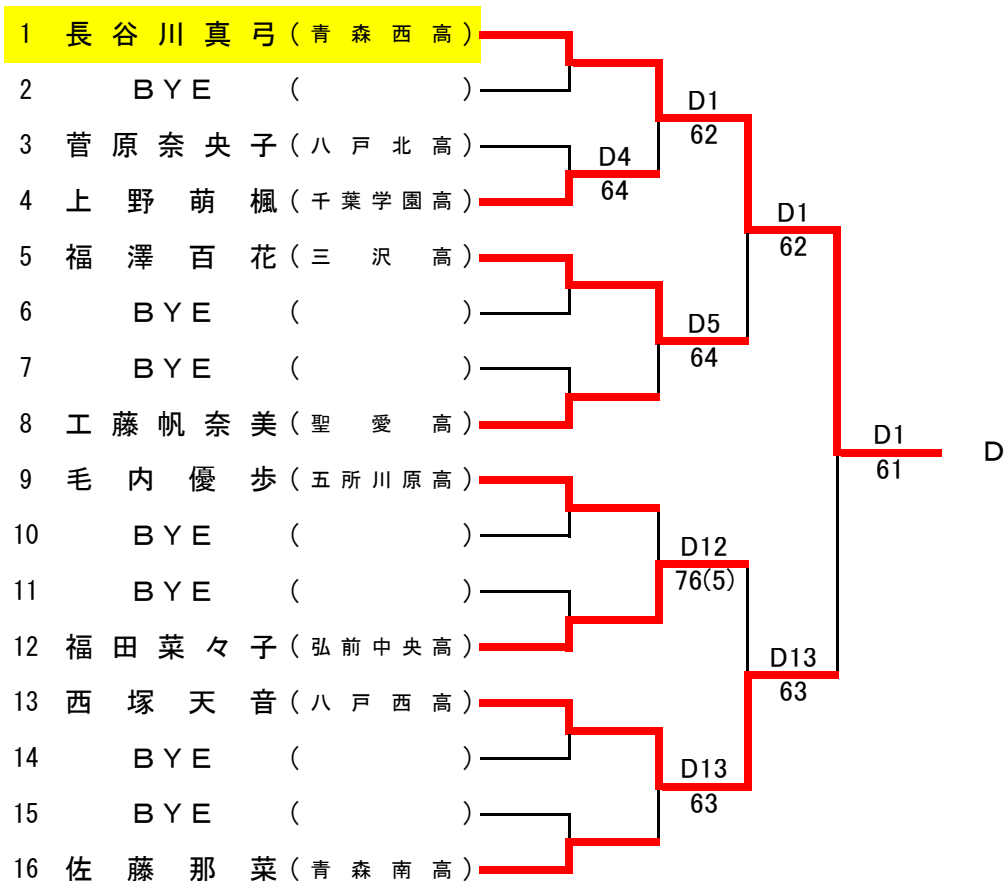 1 長谷川真弓(青森西高)
2 BYE ( )
D1
3 菅原奈央子(八戸北高)
62
D4
4 上野萌楓(千葉学園高)
64
D1
5 福澤百花(三沢高)
62
6 BYE ( )
D5
7 BYE ( )
64
8 工藤帆奈美(聖愛高)
D1
D
9 毛内優歩(五所川原高)
61
10 BYE ( )
D12
11 BYE ( )
76(5)
12 福田菜々子(弘前中央高)
D13
13 西塚天音(八戸西高)
63
14 BYE ( )
D13
15 BYE ( )
63
16 佐藤那菜(青森南高)